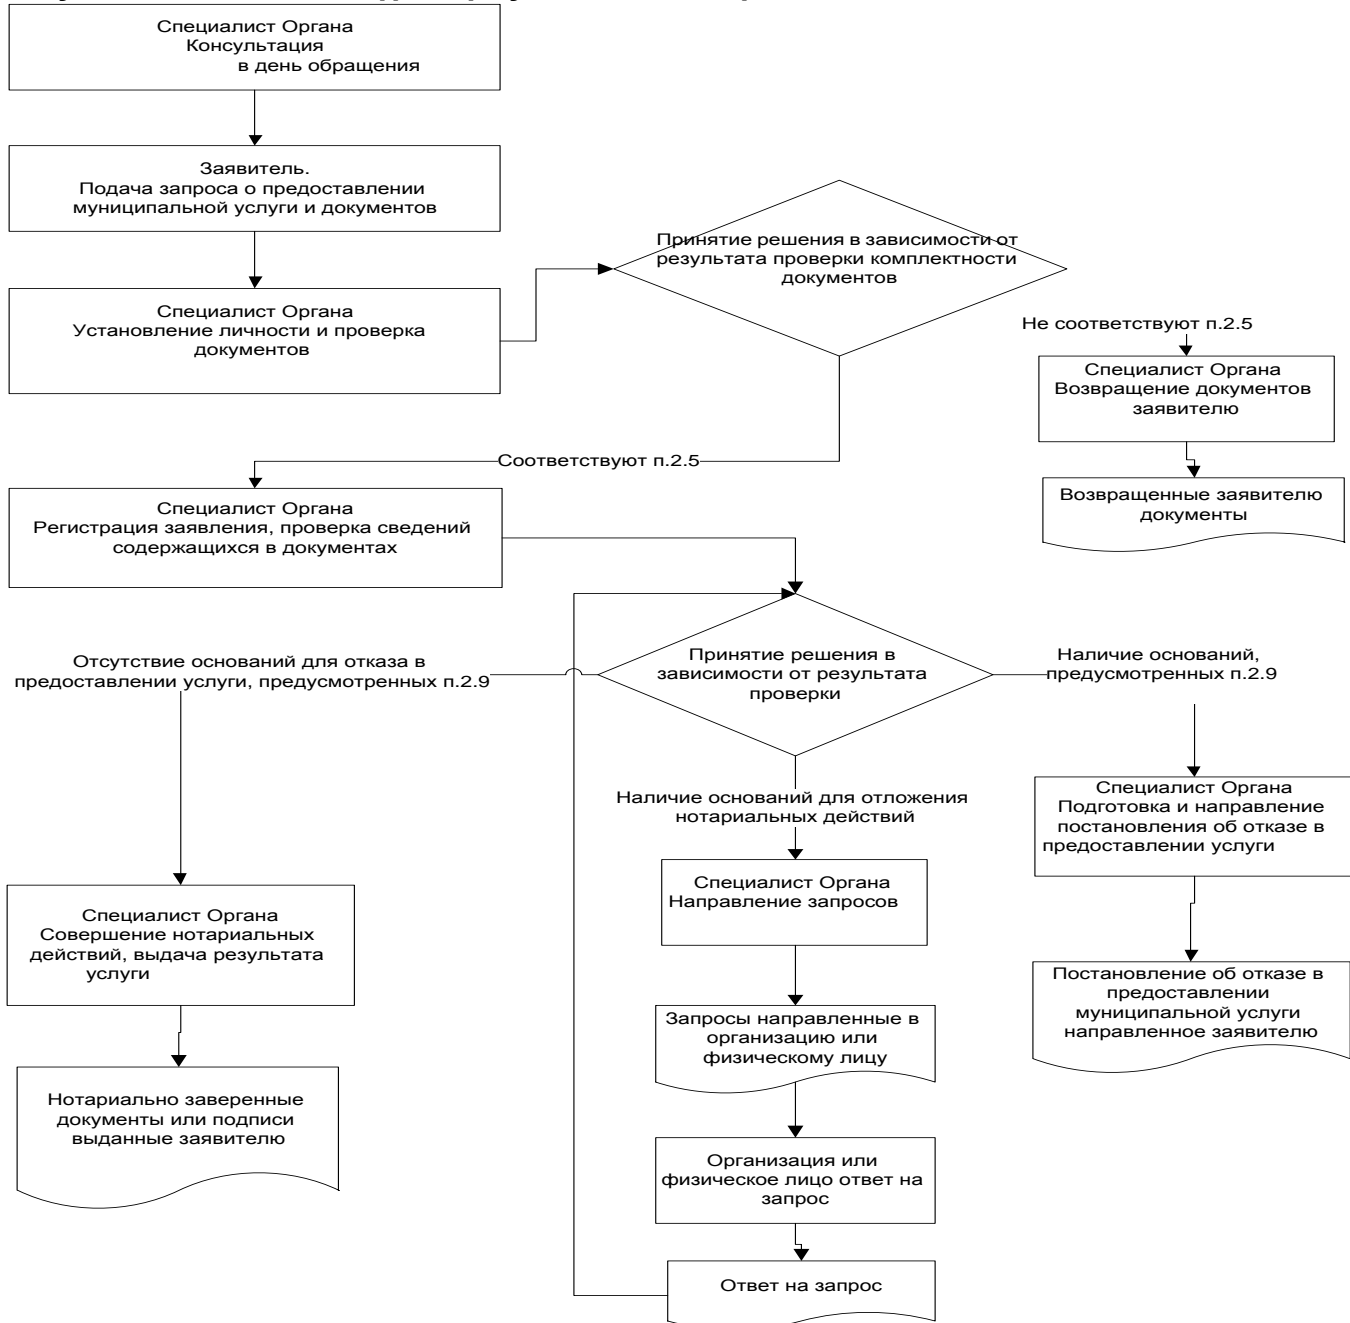 Специалист Органа
Консультация
в день обращения
Заявитель.
Подача запроса о предоставлении
муниципальной услуги и документов
Специалист Органа
Установление личности и проверка
документов
Принятие решения в зависимости от
результата проверки комплектности
документов
Не соответствуют п.2.5
Специалист Органа
Возвращение документов
заявителю
Возвращенные заявителю
документы
Соответствуют п.2.5
Специалист Органа
Регистрация заявления, проверка сведений
содержащихся в документах
Принятие решения в
зависимости от результата
проверки
Отсутствие оснований для отказа в
предоставлении услуги, предусмотренных п.2.9
Наличие оснований,
предусмотренных п.2.9
Наличие оснований для отложения
нотариальных действий
Специалист Органа
Подготовка и направление
постановления об отказе в
предоставлении услуги
Специалист Органа
Направление запросов
Специалист Органа
Совершение нотариальных
действий, выдача результата
услуги
Постановление об отказе в
предоставлении
муниципальной услуги
направленное заявителю
Запросы направленные в
организацию или
физическому лицу
Нотариально заверенные
документы или подписи
выданные заявителю
Организация или
физическое лицо ответ на
запрос
Ответ на запрос